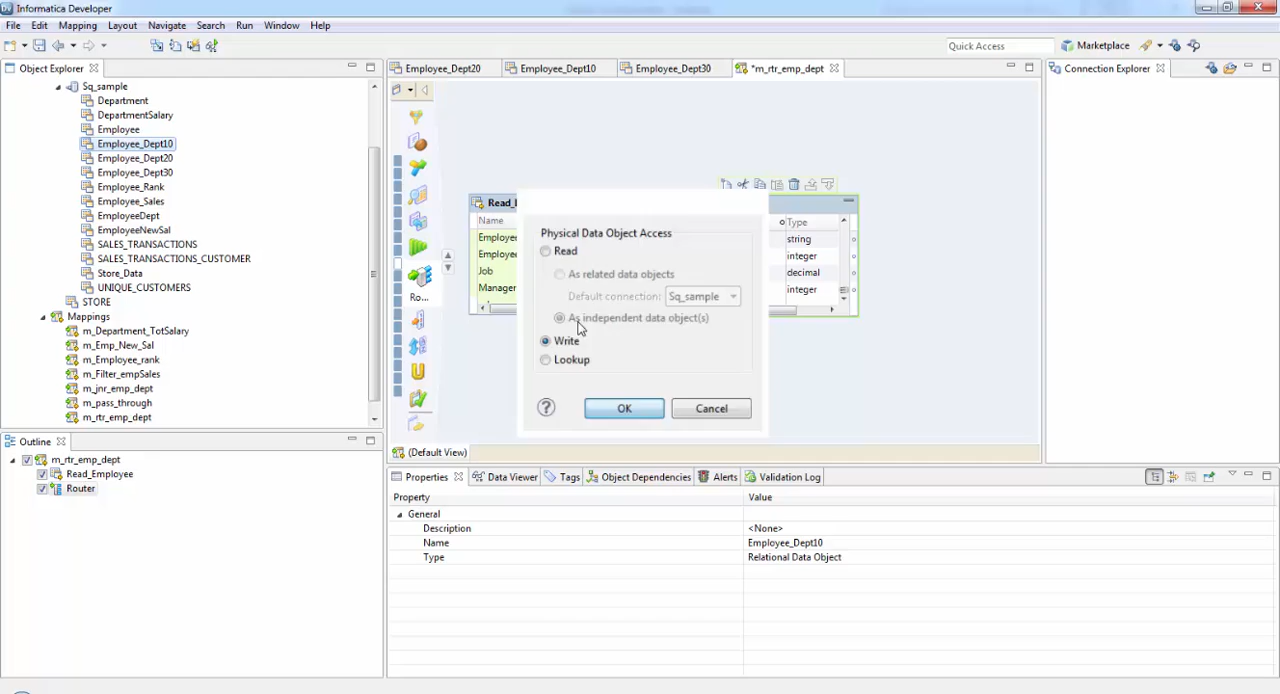 Informatica Developer
File Edit Mapping Layout Navigate Search Run Window Help
Quick Access
Marketplace
Object Explorer
Sq_sample
Department
DepartmentSalary
Employee
Employee_Dept10
Employee_Dept20
Employee_Dept30
Employee_Rank
Employee_Sales
EmployeeDept
EmployeeNewSal
SALES_TRANSACTIONS
SALES_TRANSACTIONS_CUSTOMER
Store_Data
UNIQUE_CUSTOMERS
STORE
Mappings
m_Department_TotSalary
m_Emp_New_Sal
m_Employee_rank
m_Filter_empSales
m_jnr_emp_dept
m_pass_through
m_rtr_emp_dept
Outline
m_rtr_emp_dept
Read_Employee
Router
Employee_Dept20 Employee_Dept10 Employee_Dept30 *m_rtr_emp_dept
Ro...
Read_
Name
Employe
Employe
Job
Manager
Type
string
integer
decimal
integer
Physical Data Object Access
Read
As related data objects
Default connection: Sq_sample
As independent data object(s)
Write
Lookup
? OK Cancel
(Default View)
Connection Explorer
Properties Data Viewer Tags Object Dependencies Alerts Validation Log
Property Value
General
Description <None>
Name Employee_Dept10
Type Relational Data Object